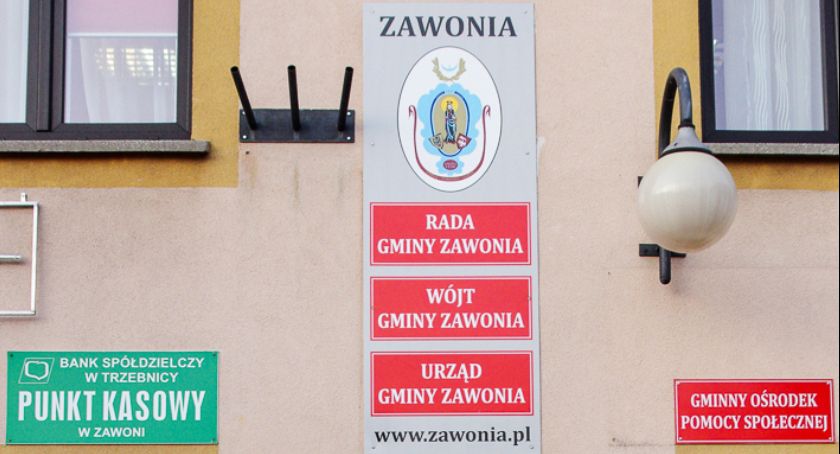 ZAWONIA
RADA
GMINY ZAWONIA
WÓJT
GMINY ZAWONIA
URZĄD
GMINY ZAWONIA
www.zawonia.pl
BANK SPÓŁDZIELCZY
W TRZEBNICY
PUNKT KASOWY
W ZAWONI
GMINNY OŚRODEK
POMOCY SPOŁECZNEJ